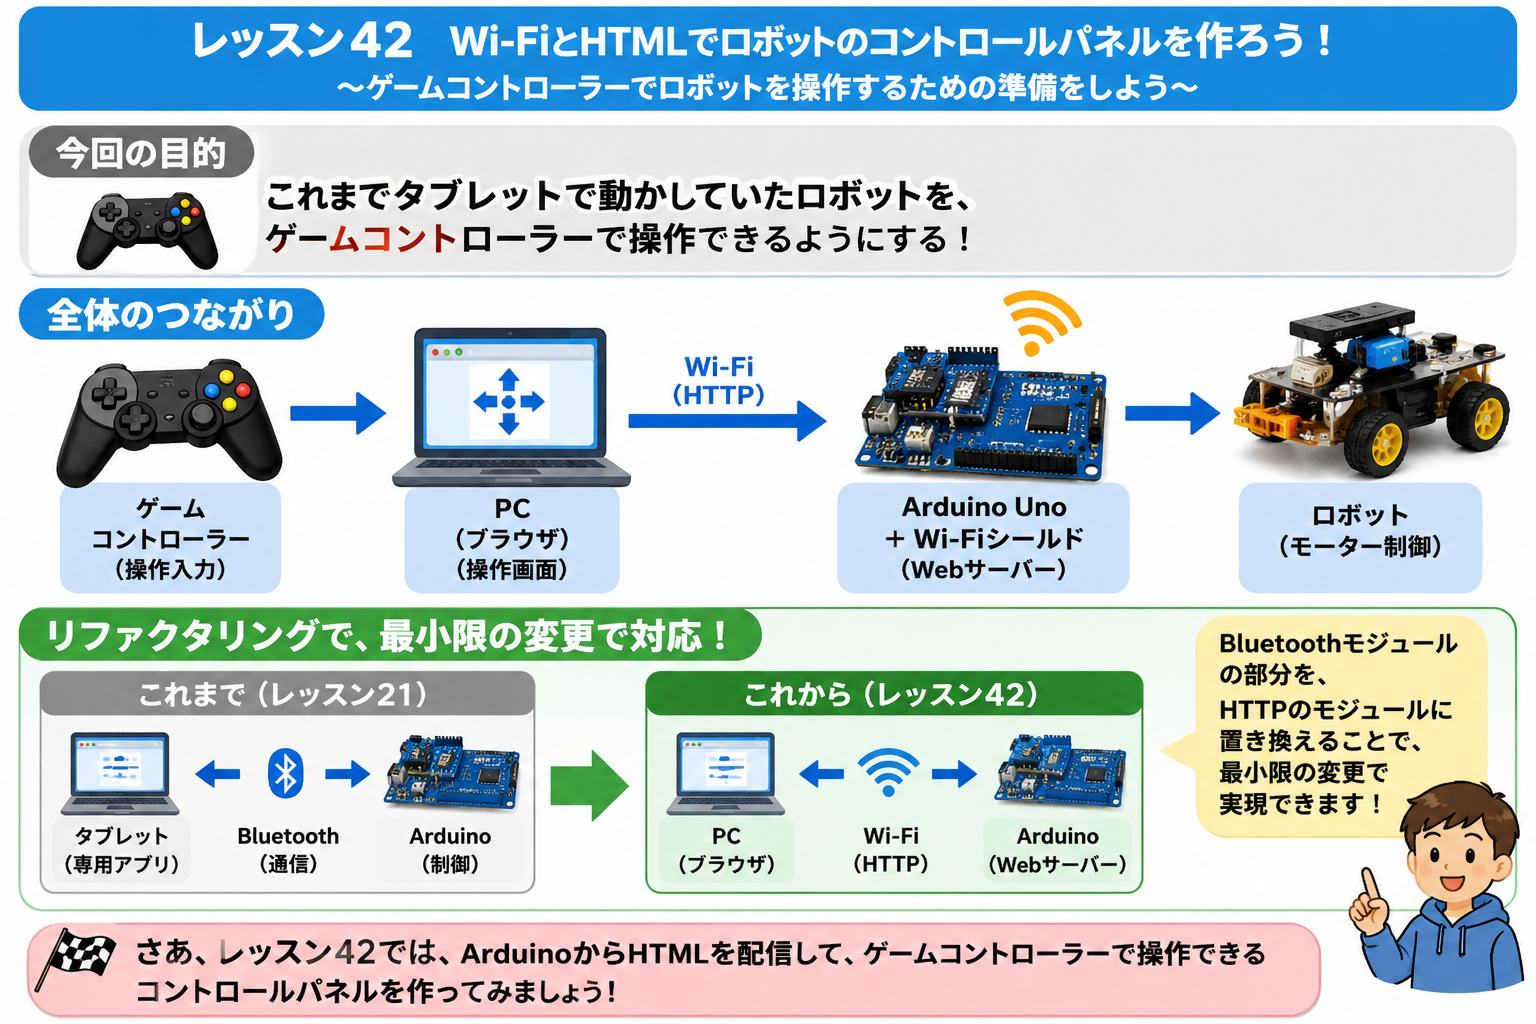 レッスン42 Wi-FiとHTMLでロボットのコントロールパネルを作ろう！
～ゲームコントローラーでロボットを操作するための準備をしよう～
今回の目的
これまでタブレットで動かしていたロボットを、
ゲームコントローラーで操作できるようにする！
全体のつながり
Wi-Fi
（HTTP）
ゲーム
コントローラー
（操作入力）
PC
（ブラウザ）
（操作画面）
Arduino Uno
＋ Wi-Fiシールド
（Webサーバー）
ロボット
（モーター制御）
リファクタリングで、最小限の変更で対応！
これまで（レッスン21）
タブレット
（専用アプリ）
Bluetooth
（通信）
Arduino
（制御）
これから（レッスン42）
PC
（ブラウザ）
Wi-Fi
（HTTP）
Arduino
（Webサーバー）
Bluetoothモジュール
の部分を、
HTTPのモジュールに
置き換えることで、
最小限の変更で
実現できます！
さあ、レッスン42では、ArduinoからHTMLを配信して、ゲームコントローラーで操作できる
コントロールパネルを作ってみましょう！